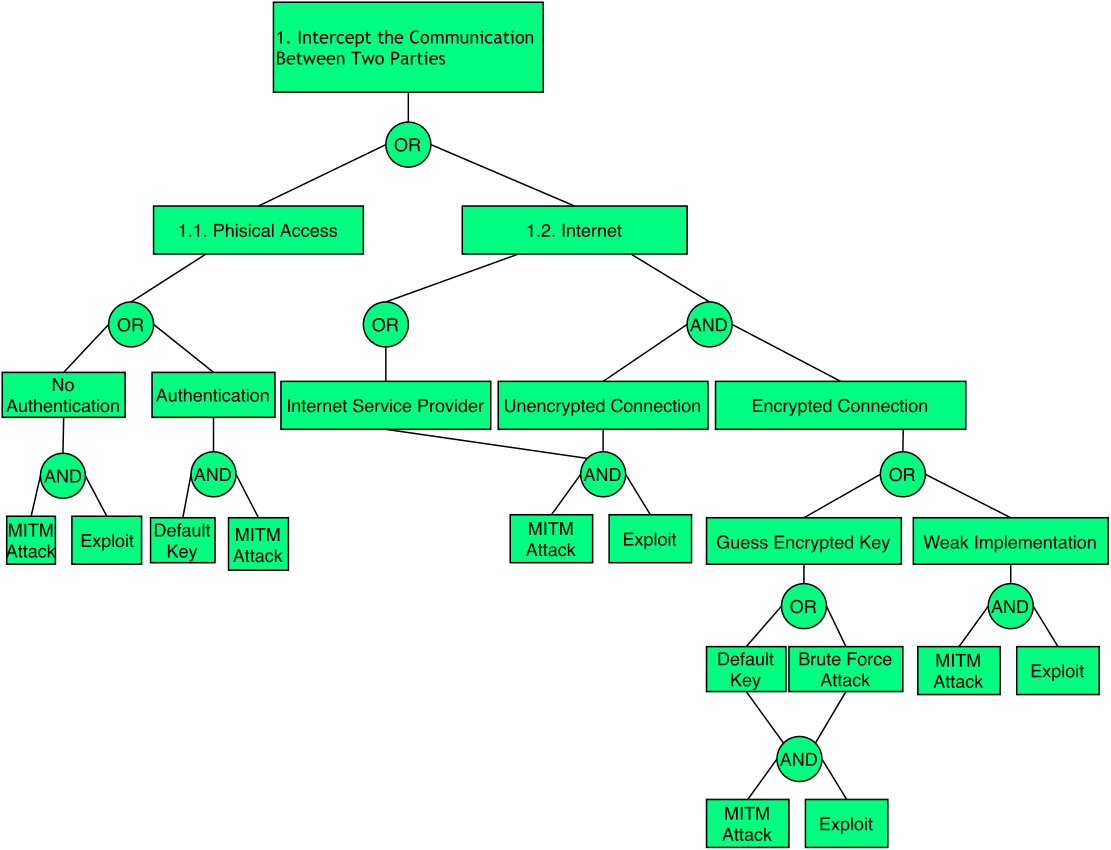 1. Intercept the Communication
Between Two Parties
OR
1.1. Phisical Access
1.2. Internet
OR
OR
AND
No
Authentication
Authentication
Internet Service Provider
Unencrypted Connection
Encrypted Connection
AND
AND
AND
OR
MITM
Attack
Exploit
Default
Key
MITM
Attack
MITM
Attack
Exploit
Guess Encrypted Key
Weak Implementation
OR
AND
Default
Key
Brute Force
Attack
MITM
Attack
Exploit
AND
MITM
Attack
Exploit